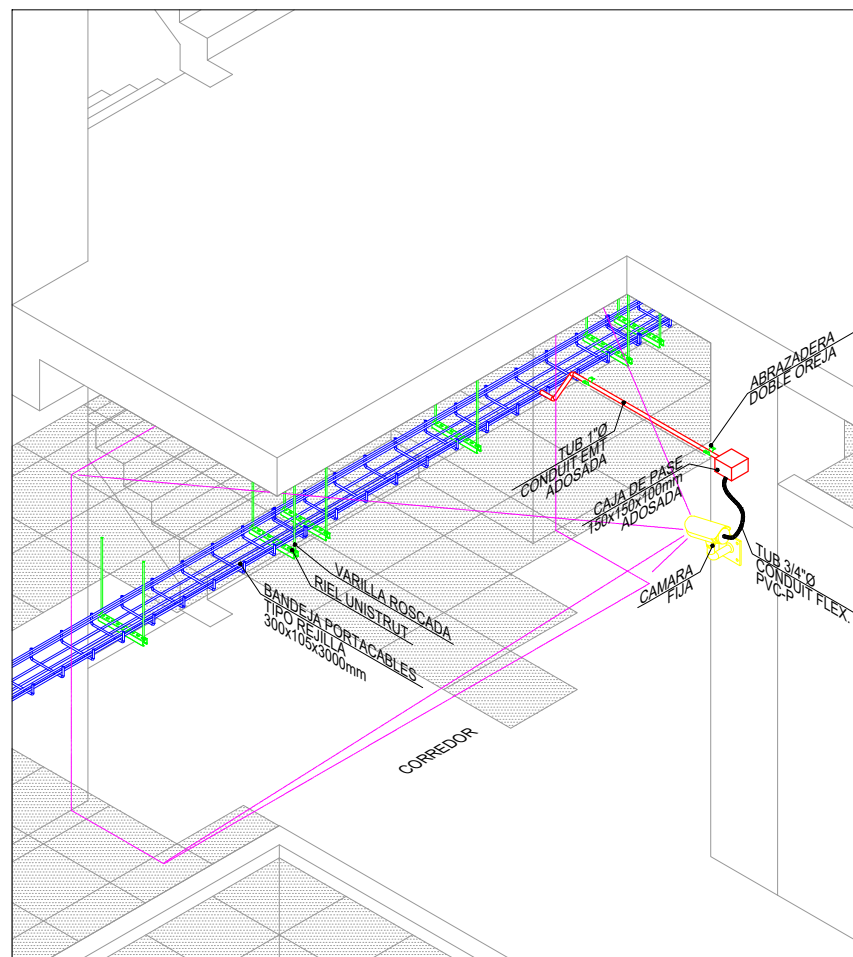 ABRAZADERA
DOBLE OREJA
TUB 1"Ø
CONDUIT EMT
ADOSADA
CAJA DE PASE
150x150x100mm
ADOSADA
TUB 3/4"Ø
CONDUIT FLEX.
PVC-P
CAMARA
FIJA
VARILLA ROSCADA
RIEL UNISTRUT
BANDEJA PORTACABLES
TIPO REJILLA
300x105x3000mm
CORREDOR